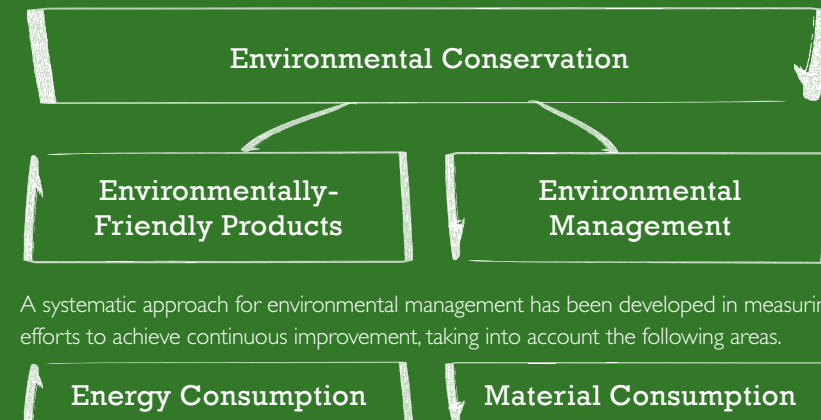 Environmental Conservation
Environmentally-
Friendly Products
Environmental
Management
A systematic approach for environmental management has been developed in
efforts to achieve continuous improvement, taking into account the following areas.
Energy Consumption
Material Consumption